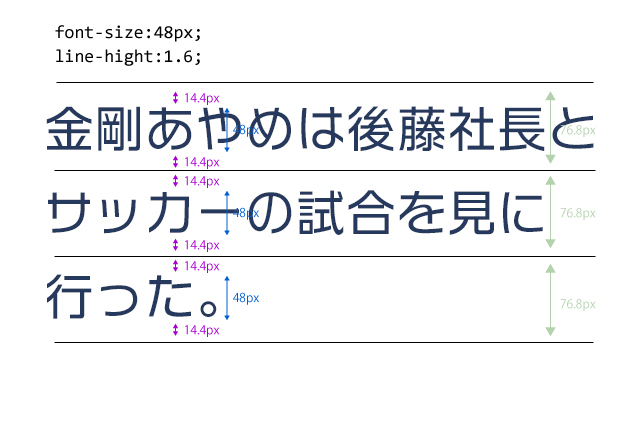 font-size:48px;
line-hight:1.6;
14.4px
金剛あやめは後藤社長と
48px
76.8px
14.4px
14.4px
サッカーの試合を見に
48px
76.8px
14.4px
14.4px
行った。
48px
76.8px
14.4px